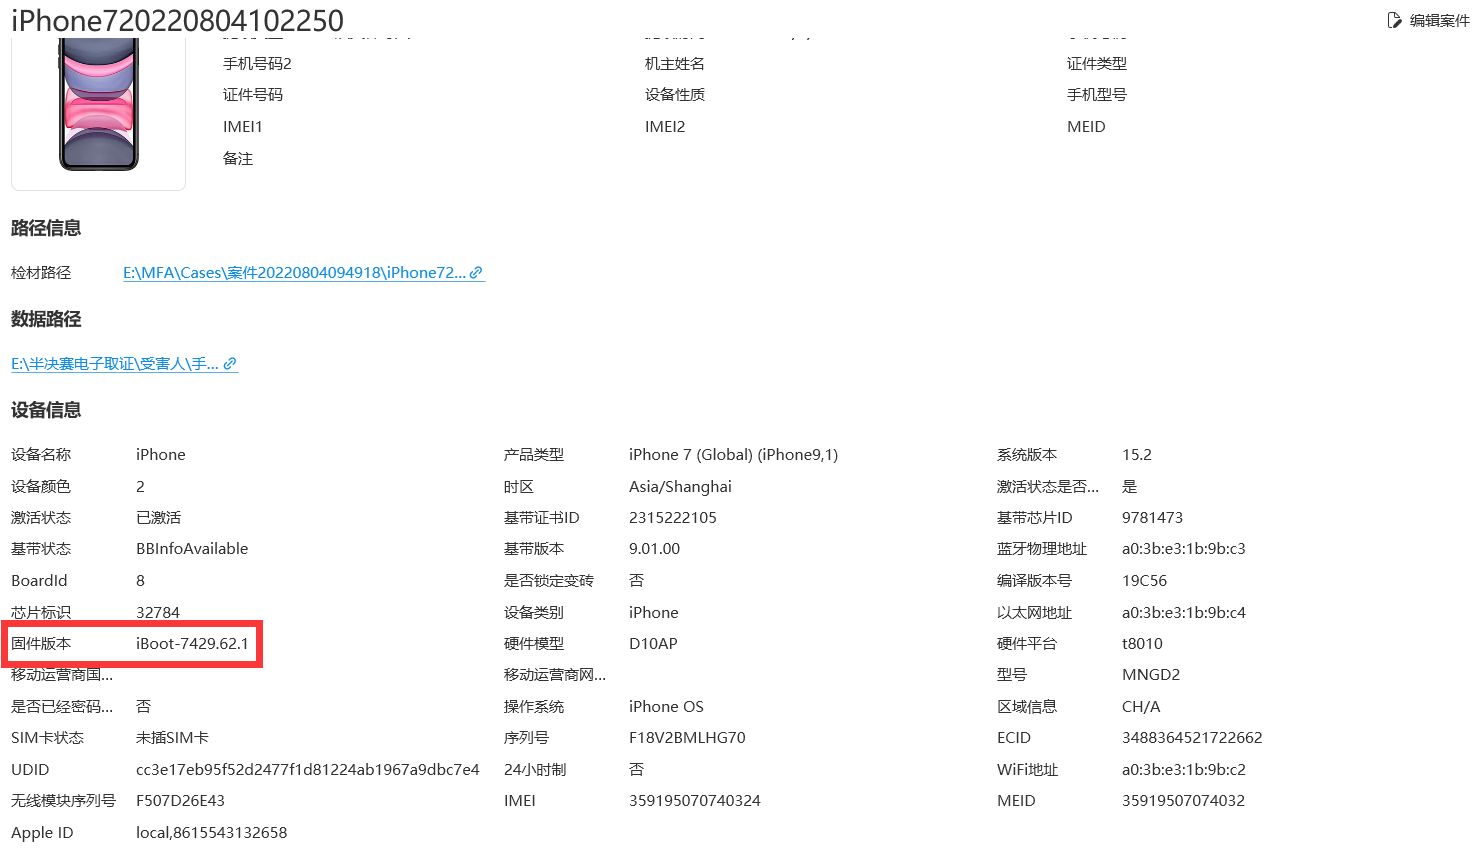 iPhone720220804102250
编辑案件
手机号码2 机主姓名 证件类型
证件号码 设备性质 手机型号
IMEI1 IMEI2 MEID
备注
路径信息
检材路径 E:\MFA\Cases\案件20220804094918\iPhone72...
数据路径
E:\半决赛电子取证\受害人\手...
设备信息
设备名称 iPhone 产品类型 iPhone 7 (Global) (iPhone9,1) 系统版本 15.2
设备颜色 2 时区 Asia/Shanghai 激活状态是否... 是
激活状态 已激活 基带证书ID 2315222105 基带芯片ID 9781473
基带状态 BBInfoAvailable 基带版本 9.01.00 蓝牙物理地址 a0:3b:e3:1b:9b:c3
BoardId 8 是否锁定变砖 否 编译版本号 19C56
芯片标识 32784 设备类别 iPhone 以太网地址 a0:3b:e3:1b:9b:c4
固件版本 iBoot-7429.62.1 硬件模型 D10AP 硬件平台 t8010
移动运营商国... 移动运营商网... 型号 MNGD2
是否已经密码... 否 操作系统 iPhone OS 区域信息 CH/A
SIM卡状态 未插SIM卡 序列号 F18V2BMLHG70 ECID 3488364521722662
UDID cc3e17eb95f52d2477f1d81224ab1967a9dbc7e4 24小时制 否 WiFi地址 a0:3b:e3:1b:9b:c2
无线模块序列号 F507D26E43 IMEI 359195070740324 MEID 35919507074032
Apple ID local,8615543132658